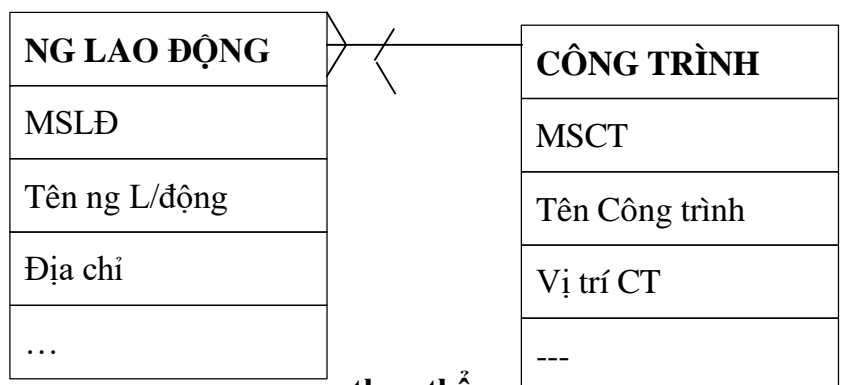 NG LAO ĐỘNG
MSLĐ
Tên ng L/động
Địa chỉ
…
CÔNG TRÌNH
MSCT
Tên Công trình
Vị trí CT
---